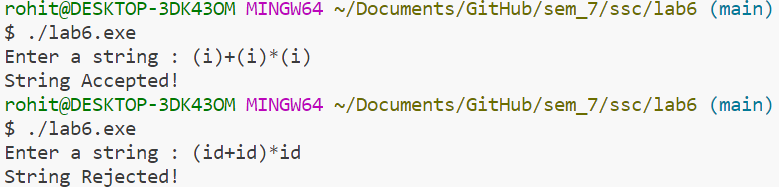 rohit@DESKTOP-3DK43OM MINGW64 ~/Documents/GitHub/sem_7/ssc/lab6 (main)
$ ./lab6.exe
Enter a string : (i)+(i)*(i)
String Accepted!
rohit@DESKTOP-3DK43OM MINGW64 ~/Documents/GitHub/sem_7/ssc/lab6 (main)
$ ./lab6.exe
Enter a string : (id+id)*id
String Rejected!